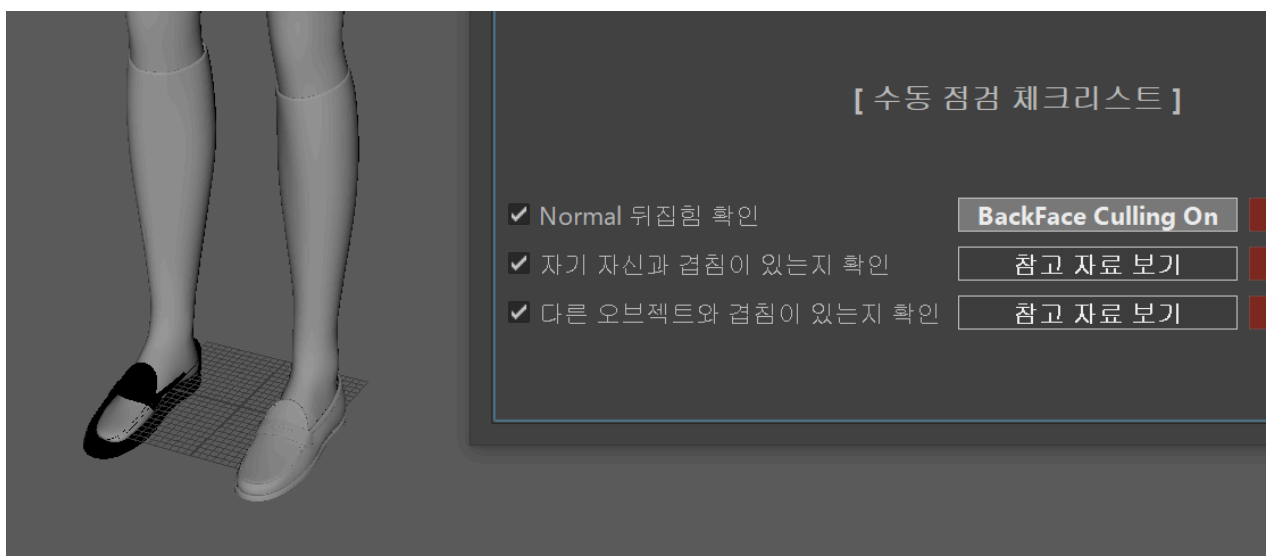 [ 수동 점검 체크리스트 ]
Normal 뒤집힘 확인 BackFace Culling On
자기 자신과 겹침이 있는지 확인 참고 자료 보기
다른 오브젝트와 겹침이 있는지 확인 참고 자료 보기